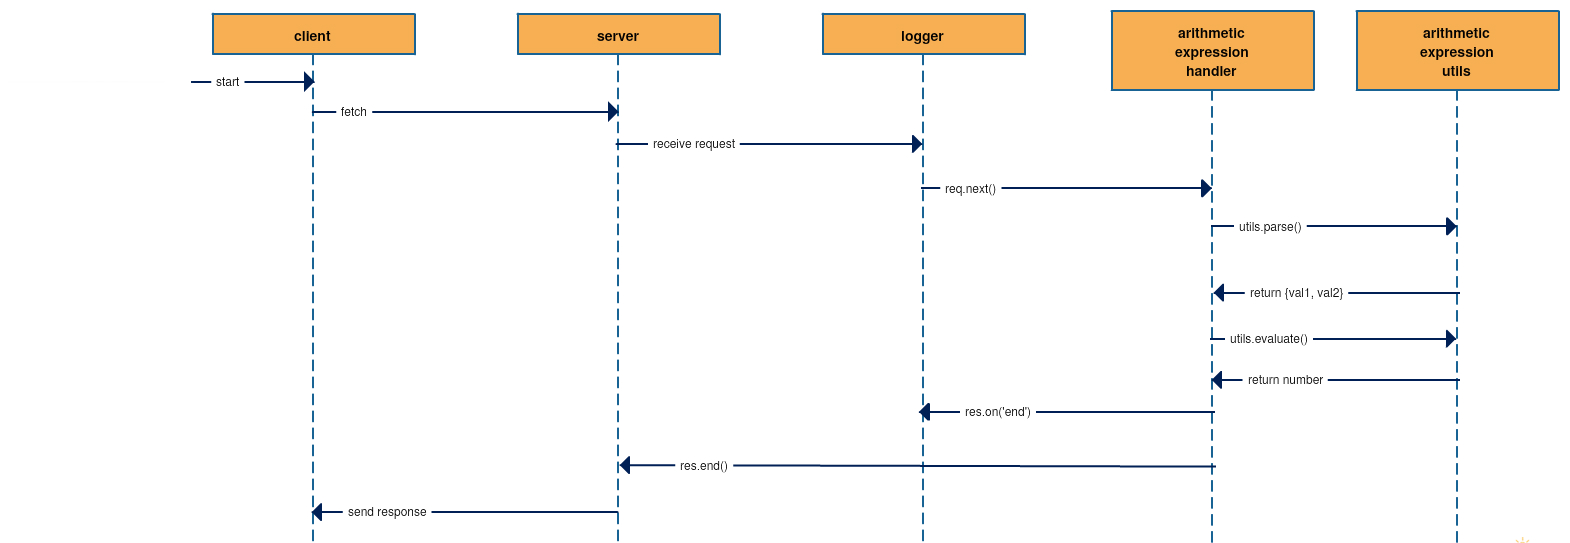 client
server
logger
arithmetic
expression
handler
arithmetic
expression
utils
start
fetch
receive request
req.next()
utils.parse()
return {val1, val2}
utils.evaluate()
return number
res.on('end')
res.end()
send response